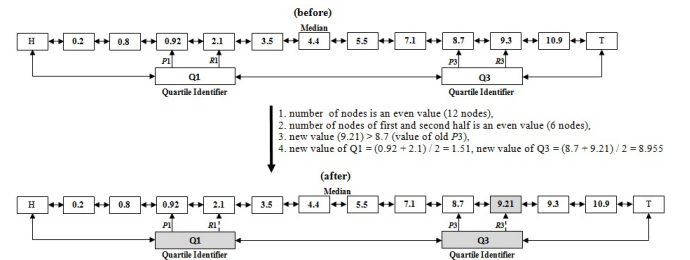 (before)
Median
H 0.2 0.8 0.92 2.1 3.5 4.4 5.5 7.1 8.7 9.3 10.9 T
P1 R1 P3 R3
Q1 Q3
Quartile Identifier Quartile Identifier
1. number of nodes is an even value (12 nodes),
2. number of nodes of first and second half is an even value (6 nodes),
3. new value (9.21) > 8.7 (value of old P3),
4. new value of Q1 = (0.92 + 2.1) / 2 = 1.51, new value of Q3 = (8.7 + 9.21) / 2 = 8.955
(after)
Median
H 0.2 0.8 0.92 2.1 3.5 4.4 5.5 7.1 8.7 9.21 9.3 10.9 T
P1 R1 P3 R3
Q1 Q3
Quartile Identifier Quartile Identifier